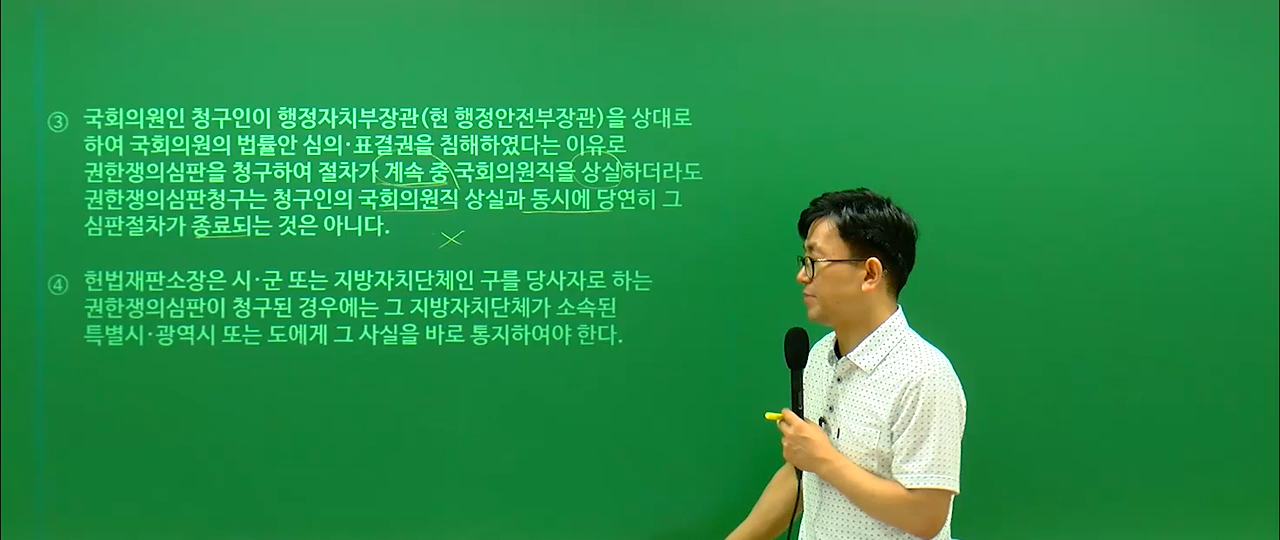 ③ 국회의원인 청구인이 행정자치부장관(현 행정안전부장관)을 상대로
하여 국회의원의 법률안 심의·표결권을 침해하였다는 이유로
권한쟁의심판을 청구하여 절차가 계속 중 국회의원직을 상실하더라도
권한쟁의심판청구는 청구인의 국회의원직 상실과 동시에 당연히 그
심판절차가 종료되는 것은 아니다.
④ 헌법재판소장은 시·군 또는 지방자치단체인 구를 당사자로 하는
권한쟁의심판이 청구된 경우에는 그 지방자치단체가 소속된
특별시·광역시 또는 도에게 그 사실을 바로 통지하여야 한다.